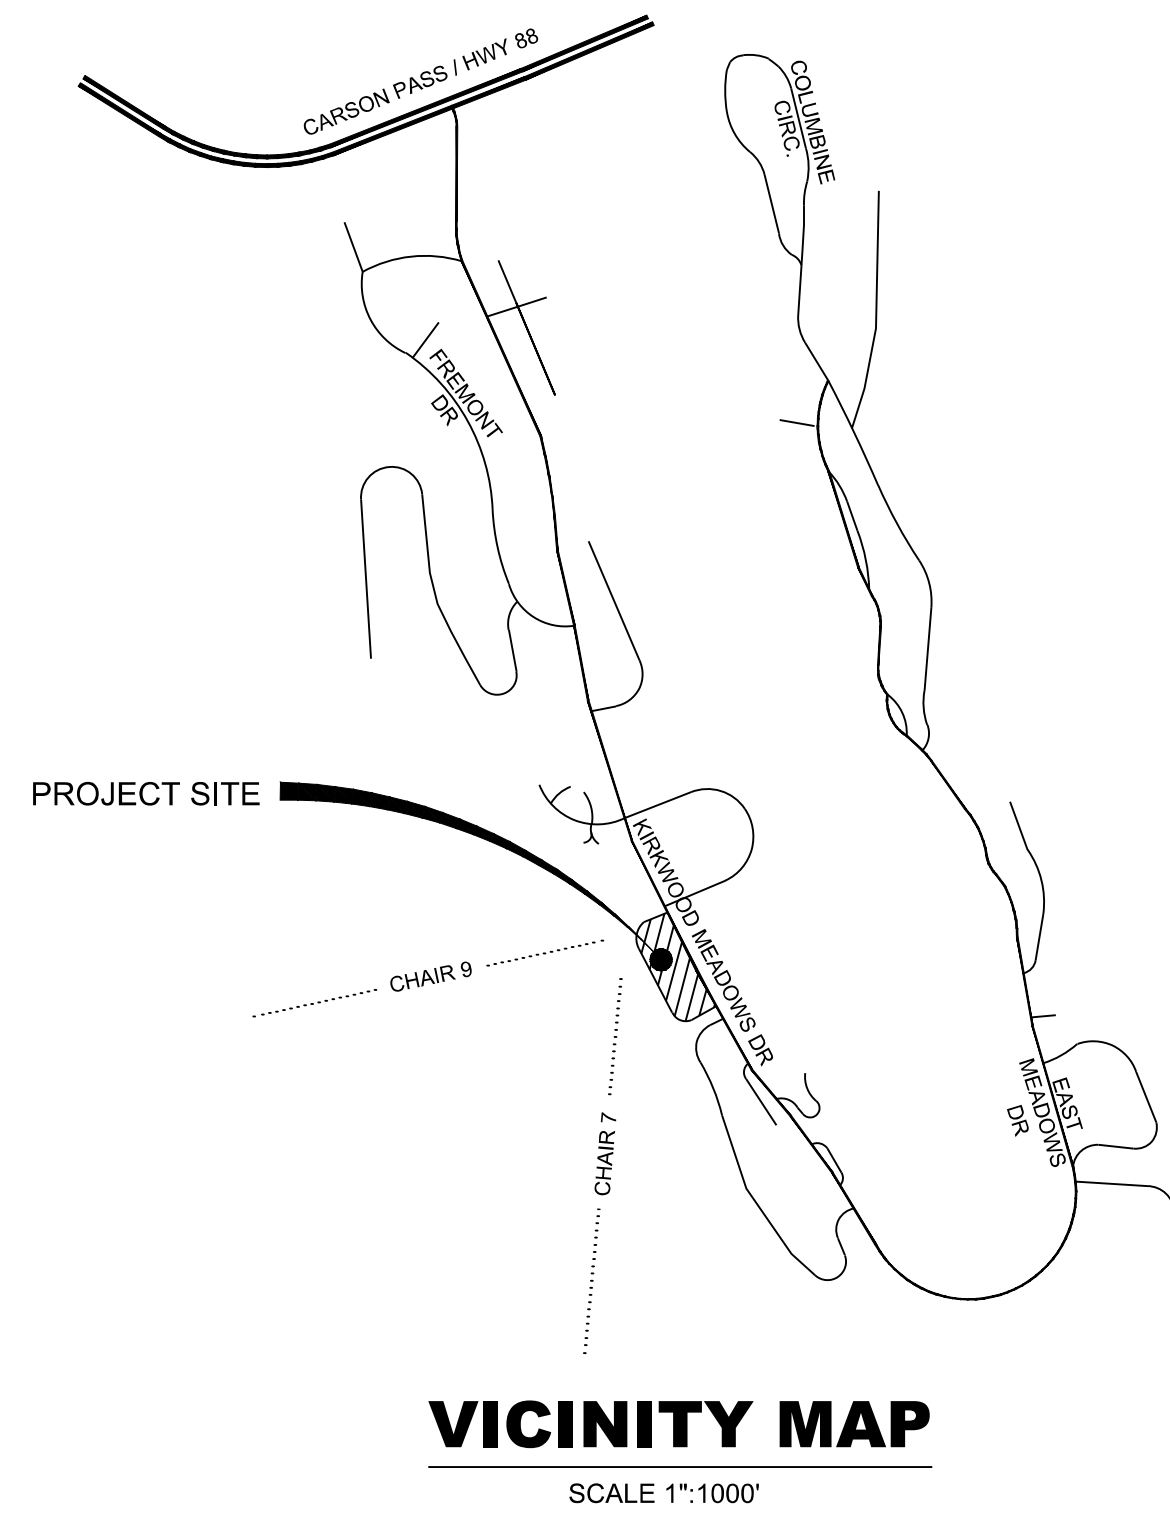 CARSON PASS / HWY 88
COLUMBINE
CIRC.
FREMONT
DR
PROJECT SITE
KIRKWOOD MEADOWS DR
CHAIR 9
CHAIR 7
EAST
MEADOWS
DR
VICINITY MAP
SCALE 1":1000'